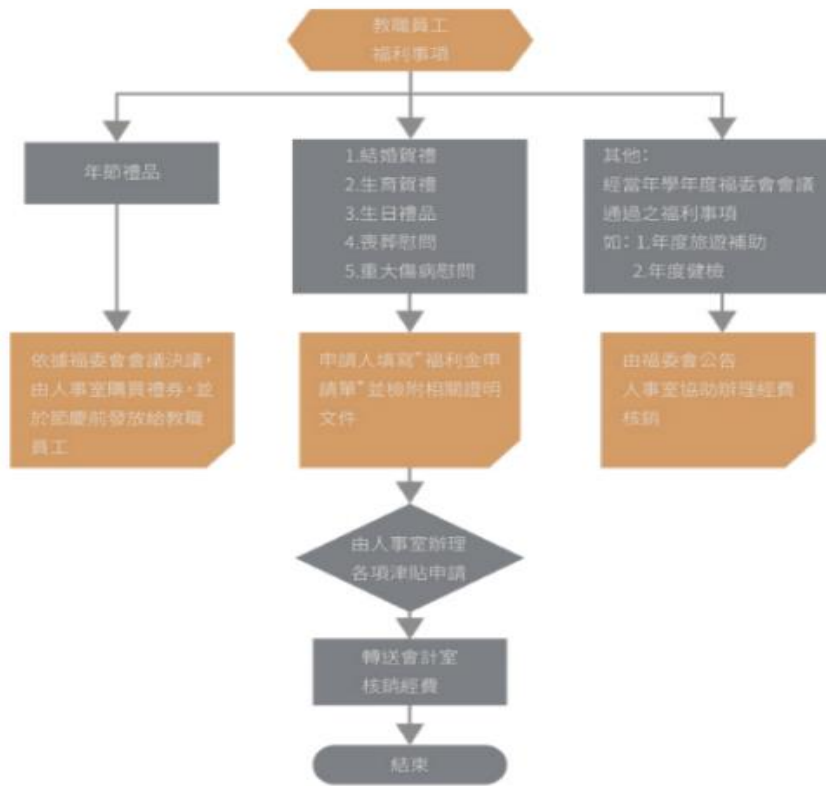 教職員工
福利事項
年節禮品
1.結婚賀禮
2.生育賀禮
3.生日禮品
4.喪葬慰問
5.重大傷病慰問
其他：
經當年學年度福委會會議
通過之福利事項
如：1.年度旅遊補助
2.年度健檢
依據福委會會議決議，
由人事室購買禮券，並
於節慶前發放給教職
員工
申請人填寫"福利金申
請單"並檢附相關證明
文件
由福委會公告
人事室協助辦理經費
核銷
由人事室辦理
各項津貼申請
轉送會計室
核銷經費
結束